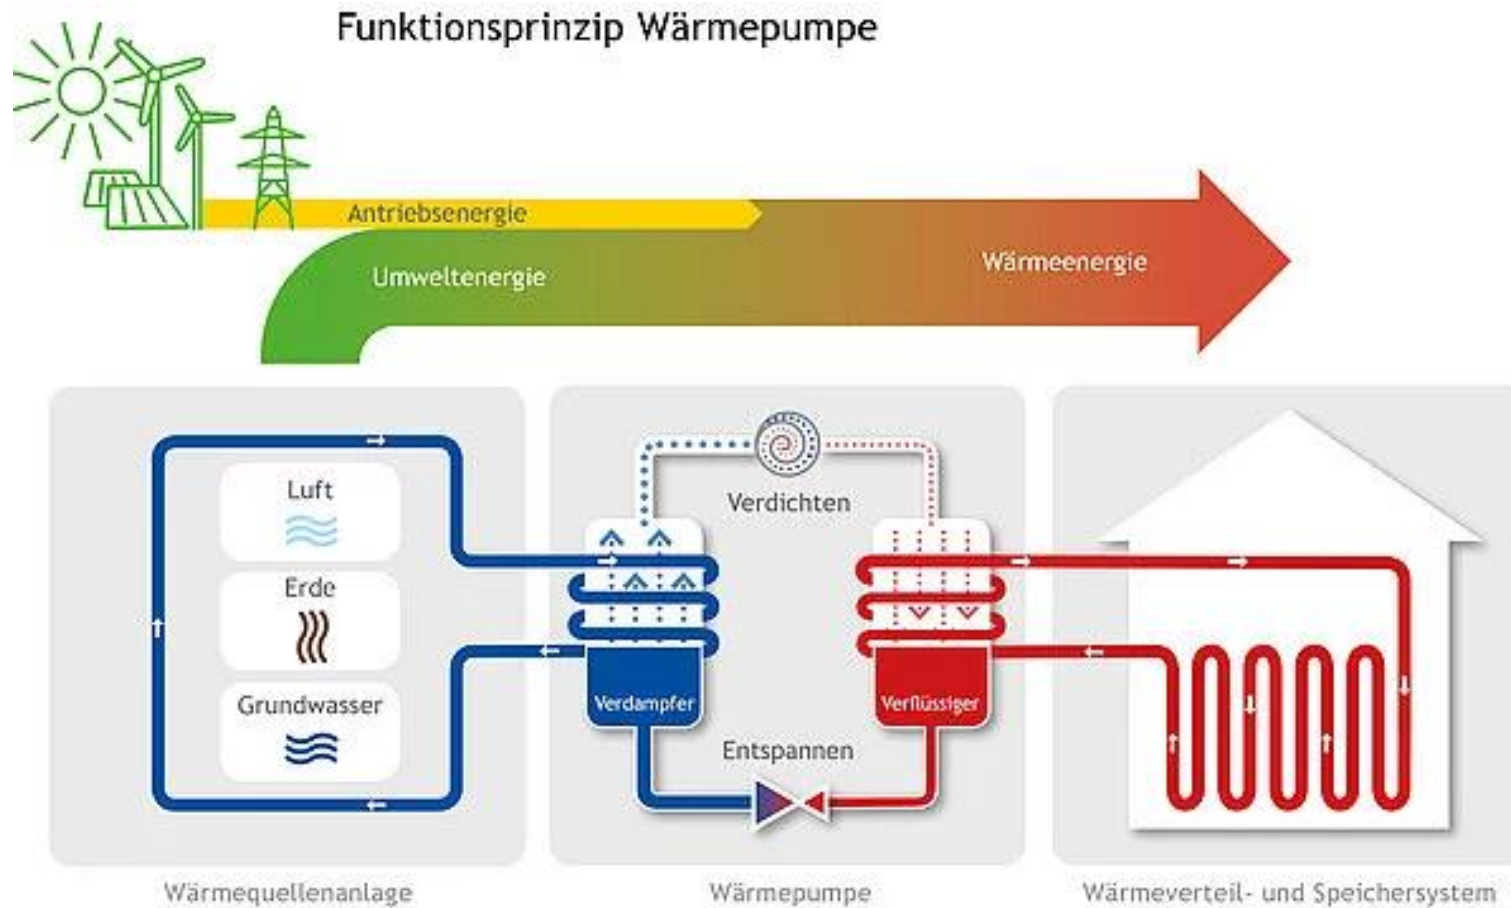 Funktionsprinzip Wärmepumpe
Antriebsenergie
Umweltenergie
Wärmeenergie
Luft
Erde
Grundwasser
Verdichten
Verdampfer
Verflüssiger
Entspannen
Wärmequellenanlage
Wärmepumpe
Wärmeverteil- und Speichersystem